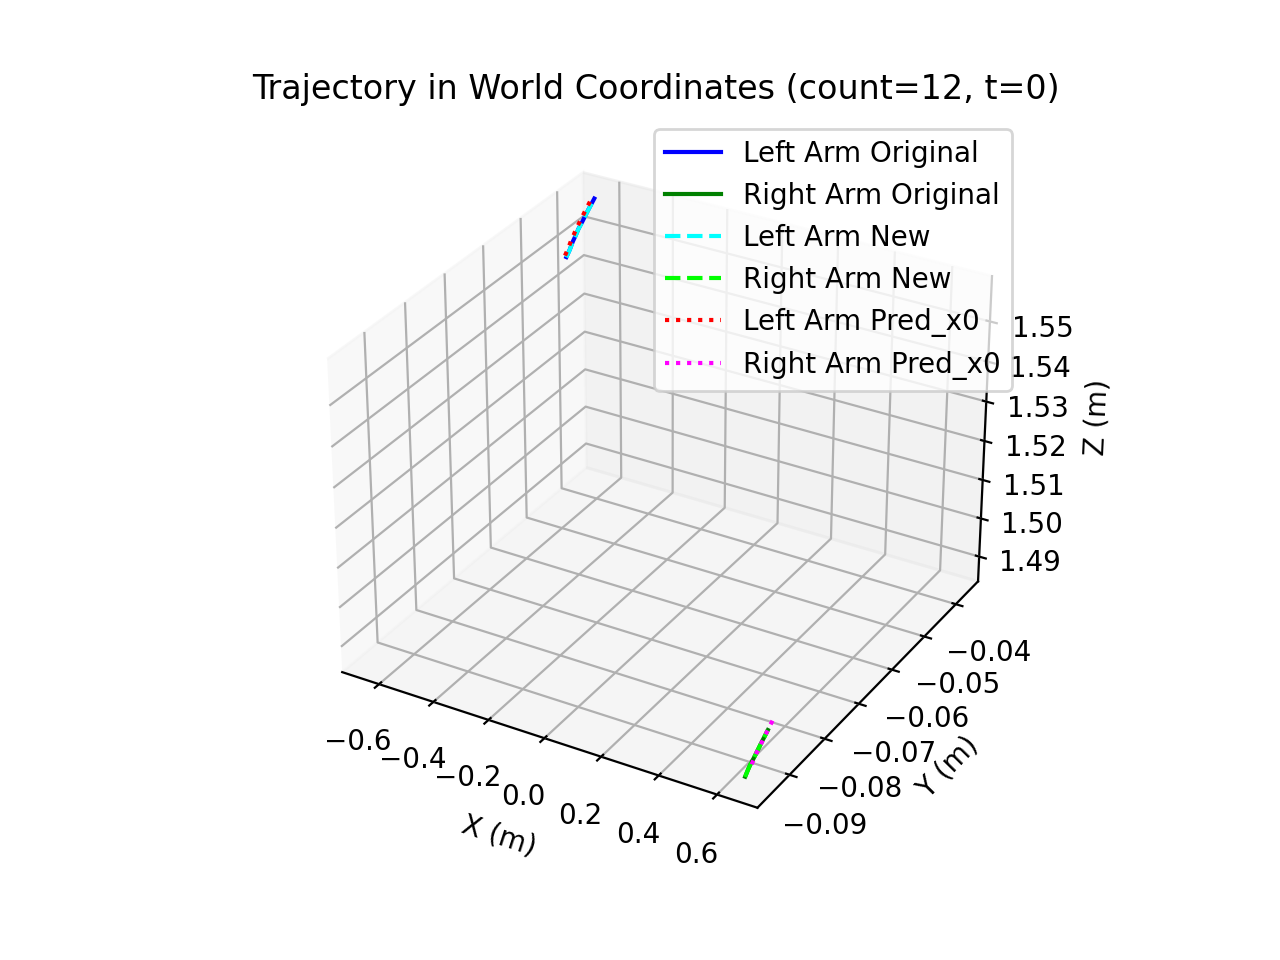 Trajectory in World Coordinates (count=12, t=0)
Left Arm Original
Right Arm Original
Left Arm New
Right Arm New
Left Arm Pred_x0
Right Arm Pred_x0
1.55
1.54
1.53
1.52
1.51
1.50
1.49
Z (m)
−0.04
−0.05
−0.06
−0.07
−0.08
−0.09
Y (m)
−0.6
−0.4
−0.2
0.0
0.2
0.4
0.6
X (m)